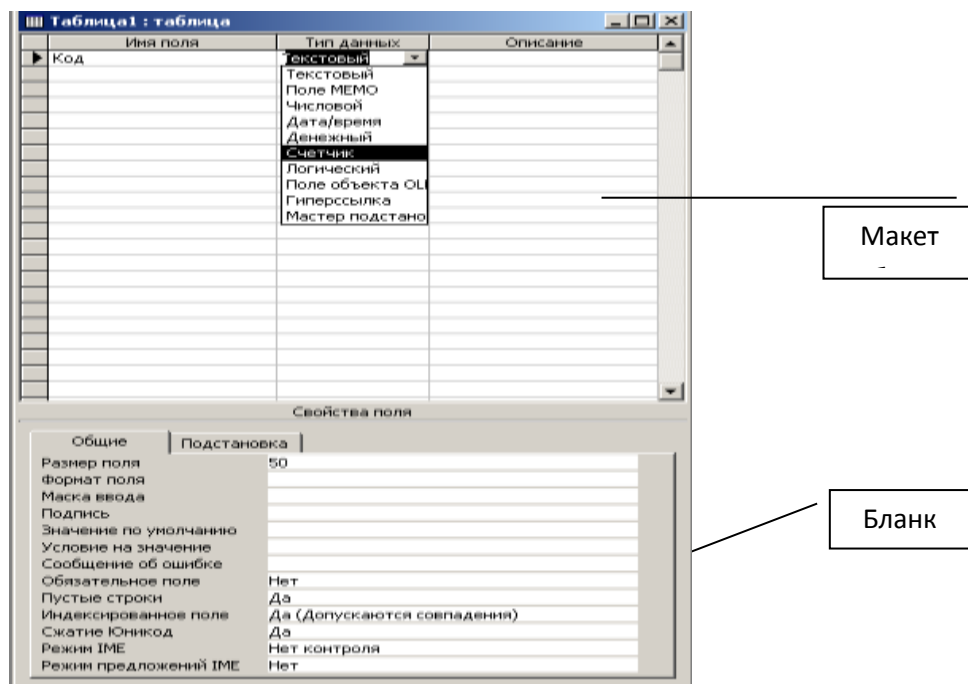 Таблица1 : таблица
Имя поля Тип данных Описание
Код Текстовый
Текстовый
Поле МЕМО
Числовой
Дата/время
Денежный
Счетчик
Логический
Поле объекта OL
Гиперссылка
Мастер подстано
Макет
Свойства поля
Общие Подстановка
Размер поля 50
Формат поля
Маска ввода
Подпись
Значение по умолчанию
Условие на значение
Сообщение об ошибке
Обязательное поле Нет
Пустые строки Да
Индексированное поле Да (Допускаются совпадения)
Сжатие Юникод Да
Режим IME Нет контроля
Режим предложений IME Нет
Бланк